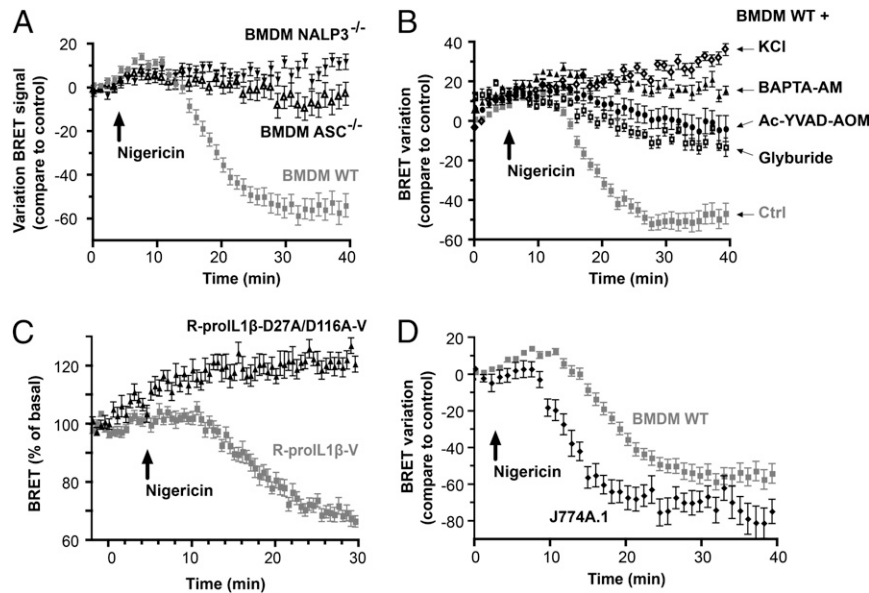 A
BMDM NALP3-/-
BMDM ASC-/-
BMDM WT
Nigericin
Variation BRET signal
(compare to control)
20
0
-20
-40
-60
0 10 20 30 40
Time (min)
B
BMDM WT +
KCl
BAPTA-AM
Ac-YVAD-AOM
Glyburide
Ctrl
Nigericin
BRET variation
(compare to control)
40
20
0
-20
-40
-60
0 10 20 30 40
Time (min)
C
R-proIL1β-D27A/D116A-V
R-proIL1β-V
Nigericin
BRET (% of basal)
120
100
80
60
0 10 20 30
Time (min)
D
BMDM WT
Nigericin
J774A.1
BRET variation
(compare to control)
20
0
-20
-40
-60
-80
0 10 20 30 40
Time (min)